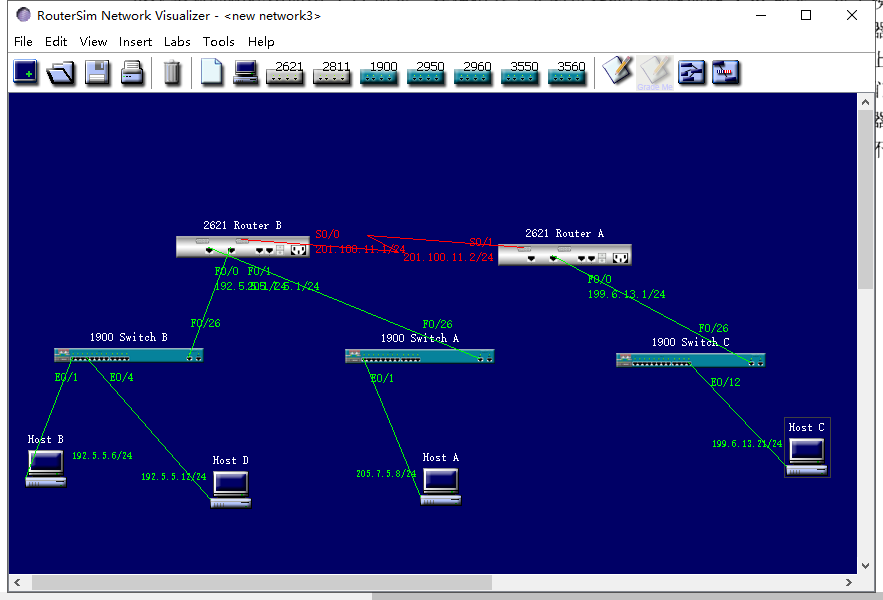 RouterSim Network Visualizer - <new network3>
File Edit View Insert Labs Tools Help
2621 2811 1900 2950 2960 3550 3560
Grade Me
2621 Router B
2621 Router A
S0/0
S0/1
201.100.11.1/24
201.100.11.2/24
F0/0 F0/1
F0/0
199.6.13.1/24
F0/26
F0/26
F0/26
1900 Switch B
1900 Switch A
1900 Switch C
E0/1 E0/4
E0/1
E0/12
Host B
192.5.5.6/24
Host D
192.5.5.12/24
Host A
205.7.5.8/24
Host C
199.6.13.21/24